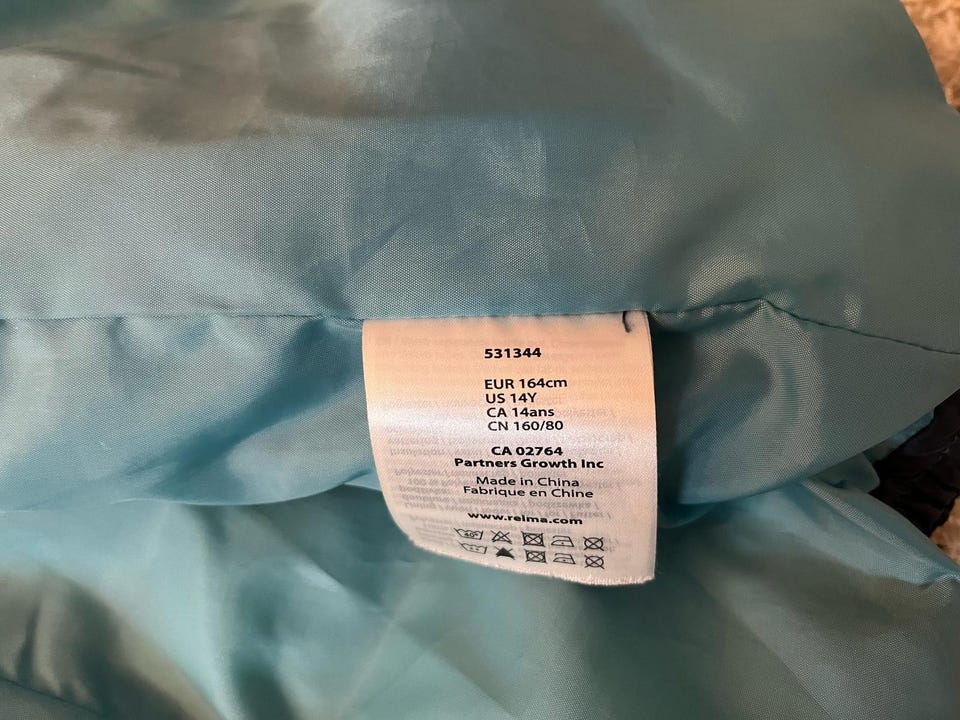 531344
EUR 164cm
US 14Y
CA 14ans
CN 160/80
CA 02764
Partners Growth Inc
Made in China
Fabrique en Chine
www.reima.com
40°